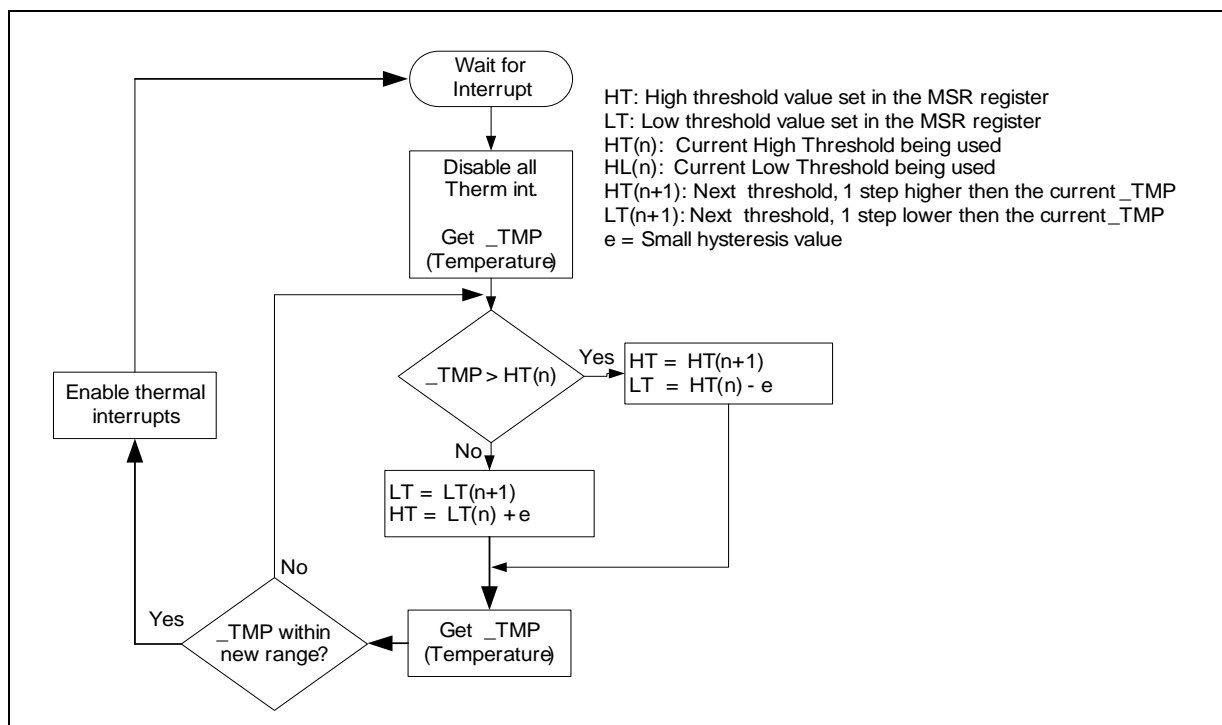 Wait for
Interrupt
HT: High threshold value set in the MSR register
LT: Low threshold value set in the MSR register
HT(n): Current High Threshold being used
HL(n): Current Low Threshold being used
HT(n+1): Next threshold, 1 step higher then the current _TMP
LT(n+1): Next threshold, 1 step lower then the current _TMP
e = Small hysteresis value
Disable all
Therm int.
Get _TMP
(Temperature)
_TMP > HT(n)
Yes
HT = HT(n+1)
LT = HT(n) - e
No
LT = LT(n+1)
HT = LT(n) + e
Get _TMP
(Temperature)
_TMP within
new range?
No
Yes
Enable thermal
interrupts